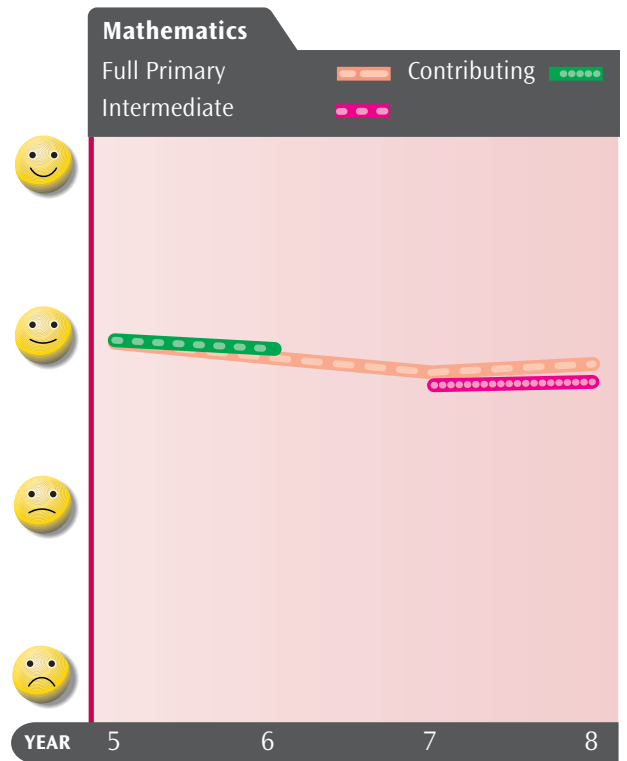 Mathematics
Full Primary Contributing
Intermediate
YEAR 5 6 7 8